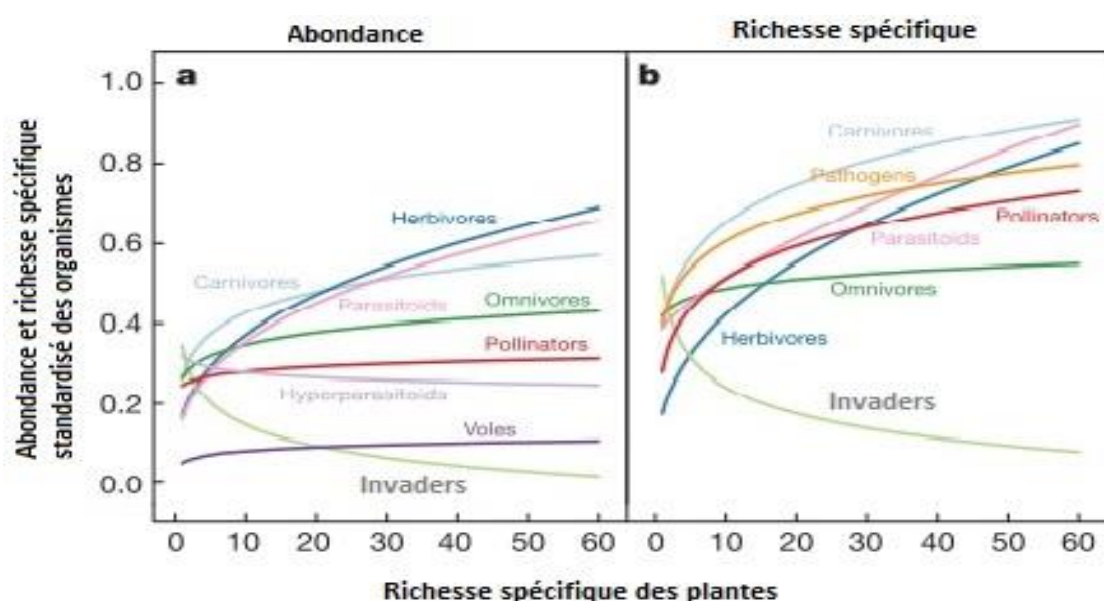 Abondance
Richesse spécifique
Abondance et richesse spécifique
standardisé des organismes
a
1.0
0.8
0.6
0.4
0.2
0.0
Herbivores
Carnivores
Parasitoids
Omnivores
Pollinators
Hyperparasitoids
Voles
Invaders
0 10 20 30 40 50 60
b
Carnivores
Pathogens
Pollinators
Parasitoids
Omnivores
Herbivores
Invaders
0 10 20 30 40 50 60
Richesse spécifique des plantes